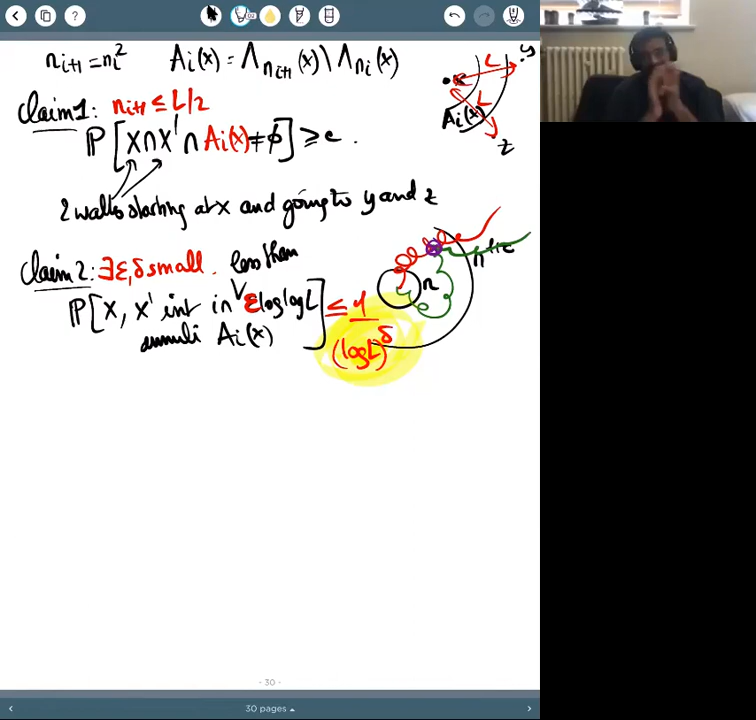 n_{i+1} = n_i^2   A_i(x) = Λ_{n_{i+1}}(x) \ Λ_{n_i}(x)
L y
x
L
A_i(x)
z
Claim 1: n_{i+1} ≤ L/2
P[X ∩ X' ∩ A_i(x) ≠ ∅] ≥ c.
2 walks starting at x and going to y and z
Claim 2: ∃ε, δ small. less than
P[X, X' int in ε log log L annuli A_i(x)] ≤ 1/(log L)^δ
n
n^{1+ε}
30
30 pages